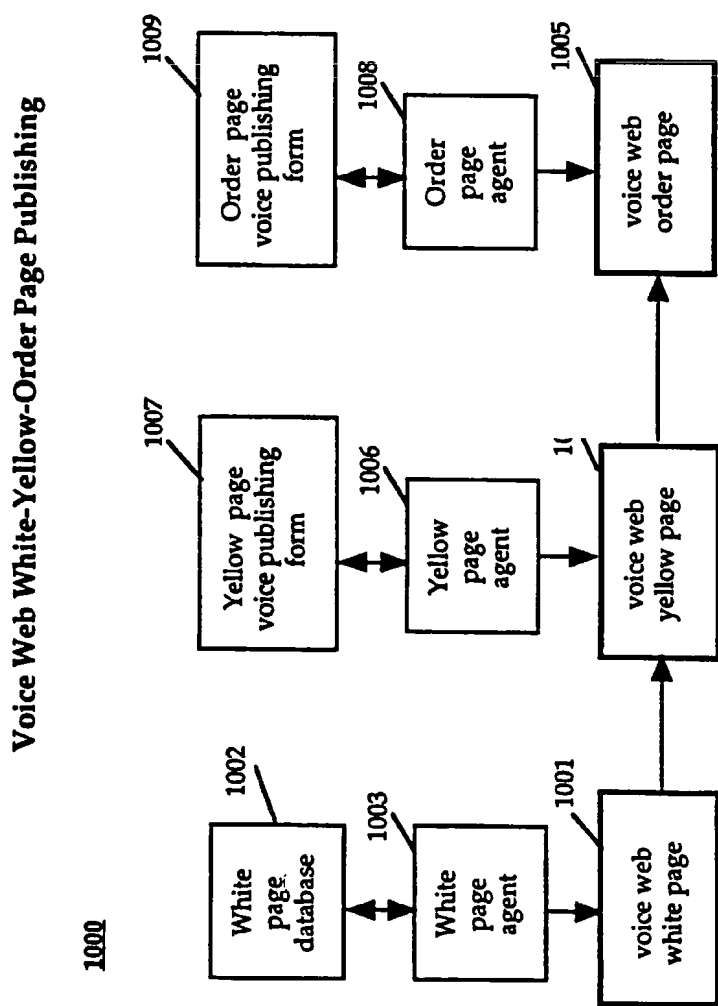 Voice Web White-Yellow-Order Page Publishing
1000
1002
White
page
database
1003
White
page
agent
1001
voice web
white page
1007
Yellow page
voice publishing
form
1006
Yellow
page
agent
voice web
yellow page
1009
Order page
voice publishing
form
1008
Order
page
agent
1005
voice web
order page